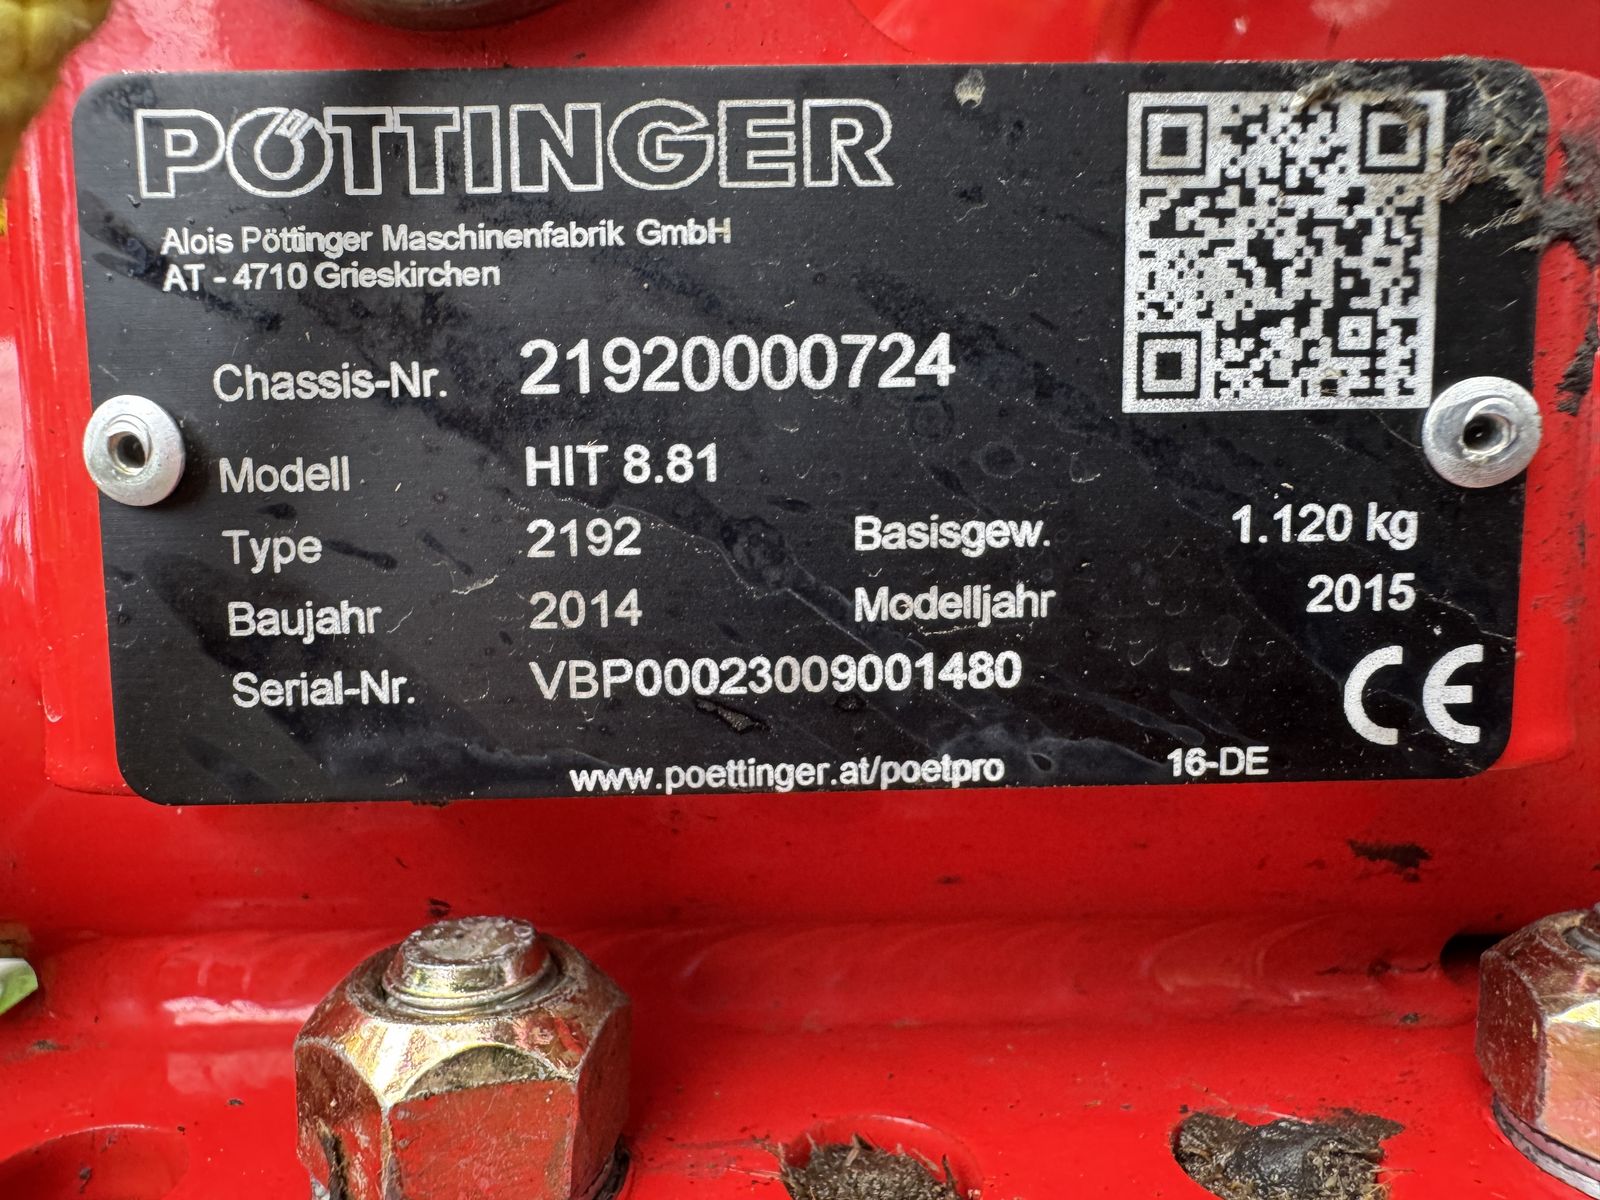 PÖTTINGER
Alois Pöttinger Maschinenfabrik GmbH
AT - 4710 Grieskirchen
Chassis-Nr. 21920000724
Modell HIT 8.81
Type 2192 Basisgew. 1.120 kg
Baujahr 2014 Modelljahr 2015
Serial-Nr. VBP00023009001480
CE
www.poettinger.at/poetpro 16-DE